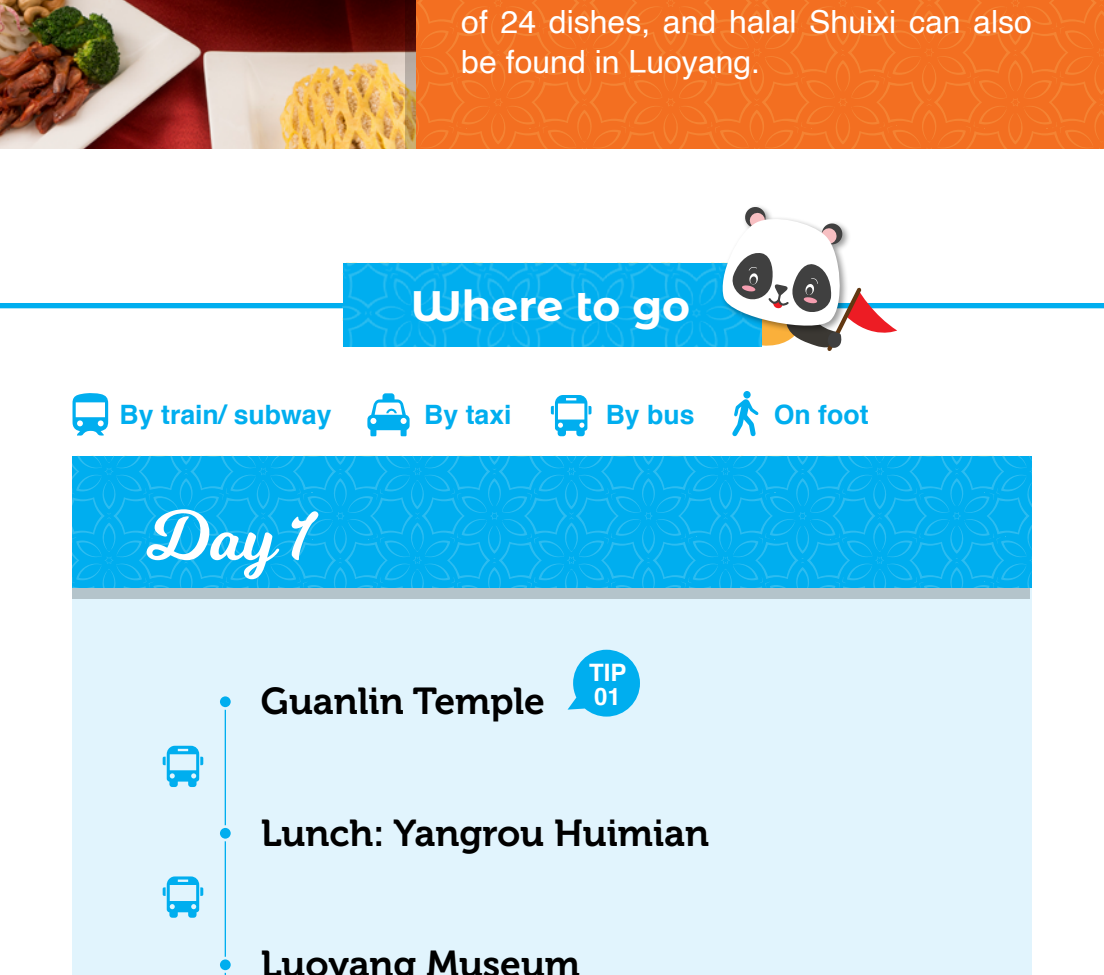 of 24 dishes, and halal Shuixi can also
be found in Luoyang.
Where to go
By train/ subway By taxi By bus On foot
Day 1
Guanlin Temple
TIP
01
Lunch: Yangrou Huimian
Luoyang Museum